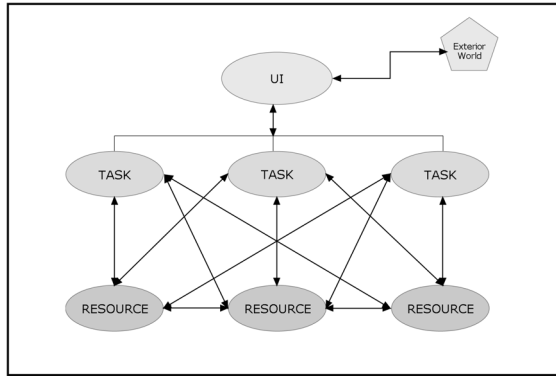 Exterior
World
UI
TASK
TASK
TASK
RESOURCE
RESOURCE
RESOURCE